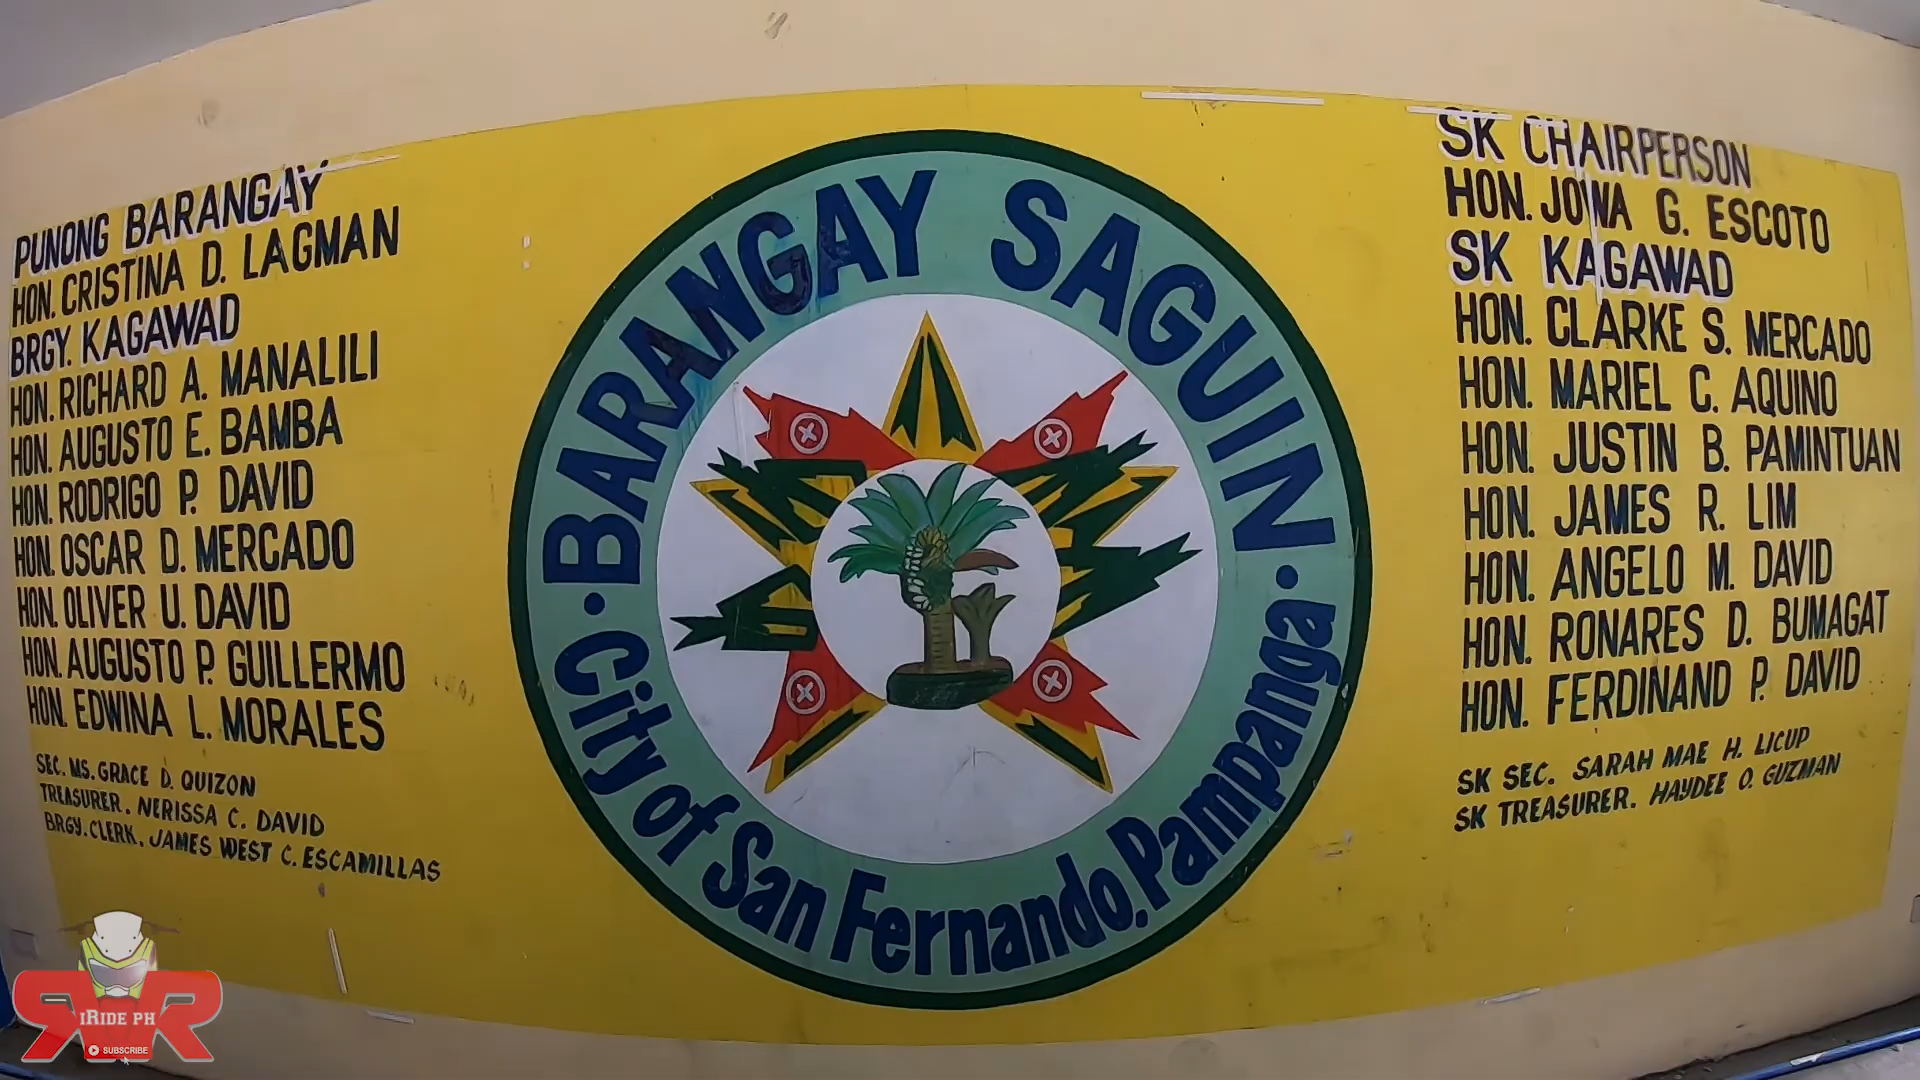 PUNONG BARANGAY
HON. CRISTINA D. LAGMAN
BRGY. KAGAWAD
HON. RICHARD A. MANALILI
HON. AUGUSTO E. BAMBA
HON. RODRIGO P. DAVID
HON. OSCAR D. MERCADO
HON. OLIVER U. DAVID
HON. AUGUSTO P. GUILLERMO
HON. EDWINA L. MORALES
SEC. MS. GRACE D. QUIZON
TREASURER. NERISSA C. DAVID
BRGY. CLERK. JAMES WEST C. ESCAMILLAS
• BARANGAY SAGUIN •
City of San Fernando, Pampanga
SK CHAIRPERSON
HON. JOWA G. ESCOTO
SK KAGAWAD
HON. CLARKE S. MERCADO
HON. MARIEL C. AQUINO
HON. JUSTIN B. PAMINTUAN
HON. JAMES R. LIM
HON. ANGELO M. DAVID
HON. RONARES D. BUMAGAT
HON. FERDINAND P. DAVID
SK SEC. SARAH MAE H. LICUP
SK TREASURER. HAYDEE O. GUZMAN
iRIDE PH
SUBSCRIBE